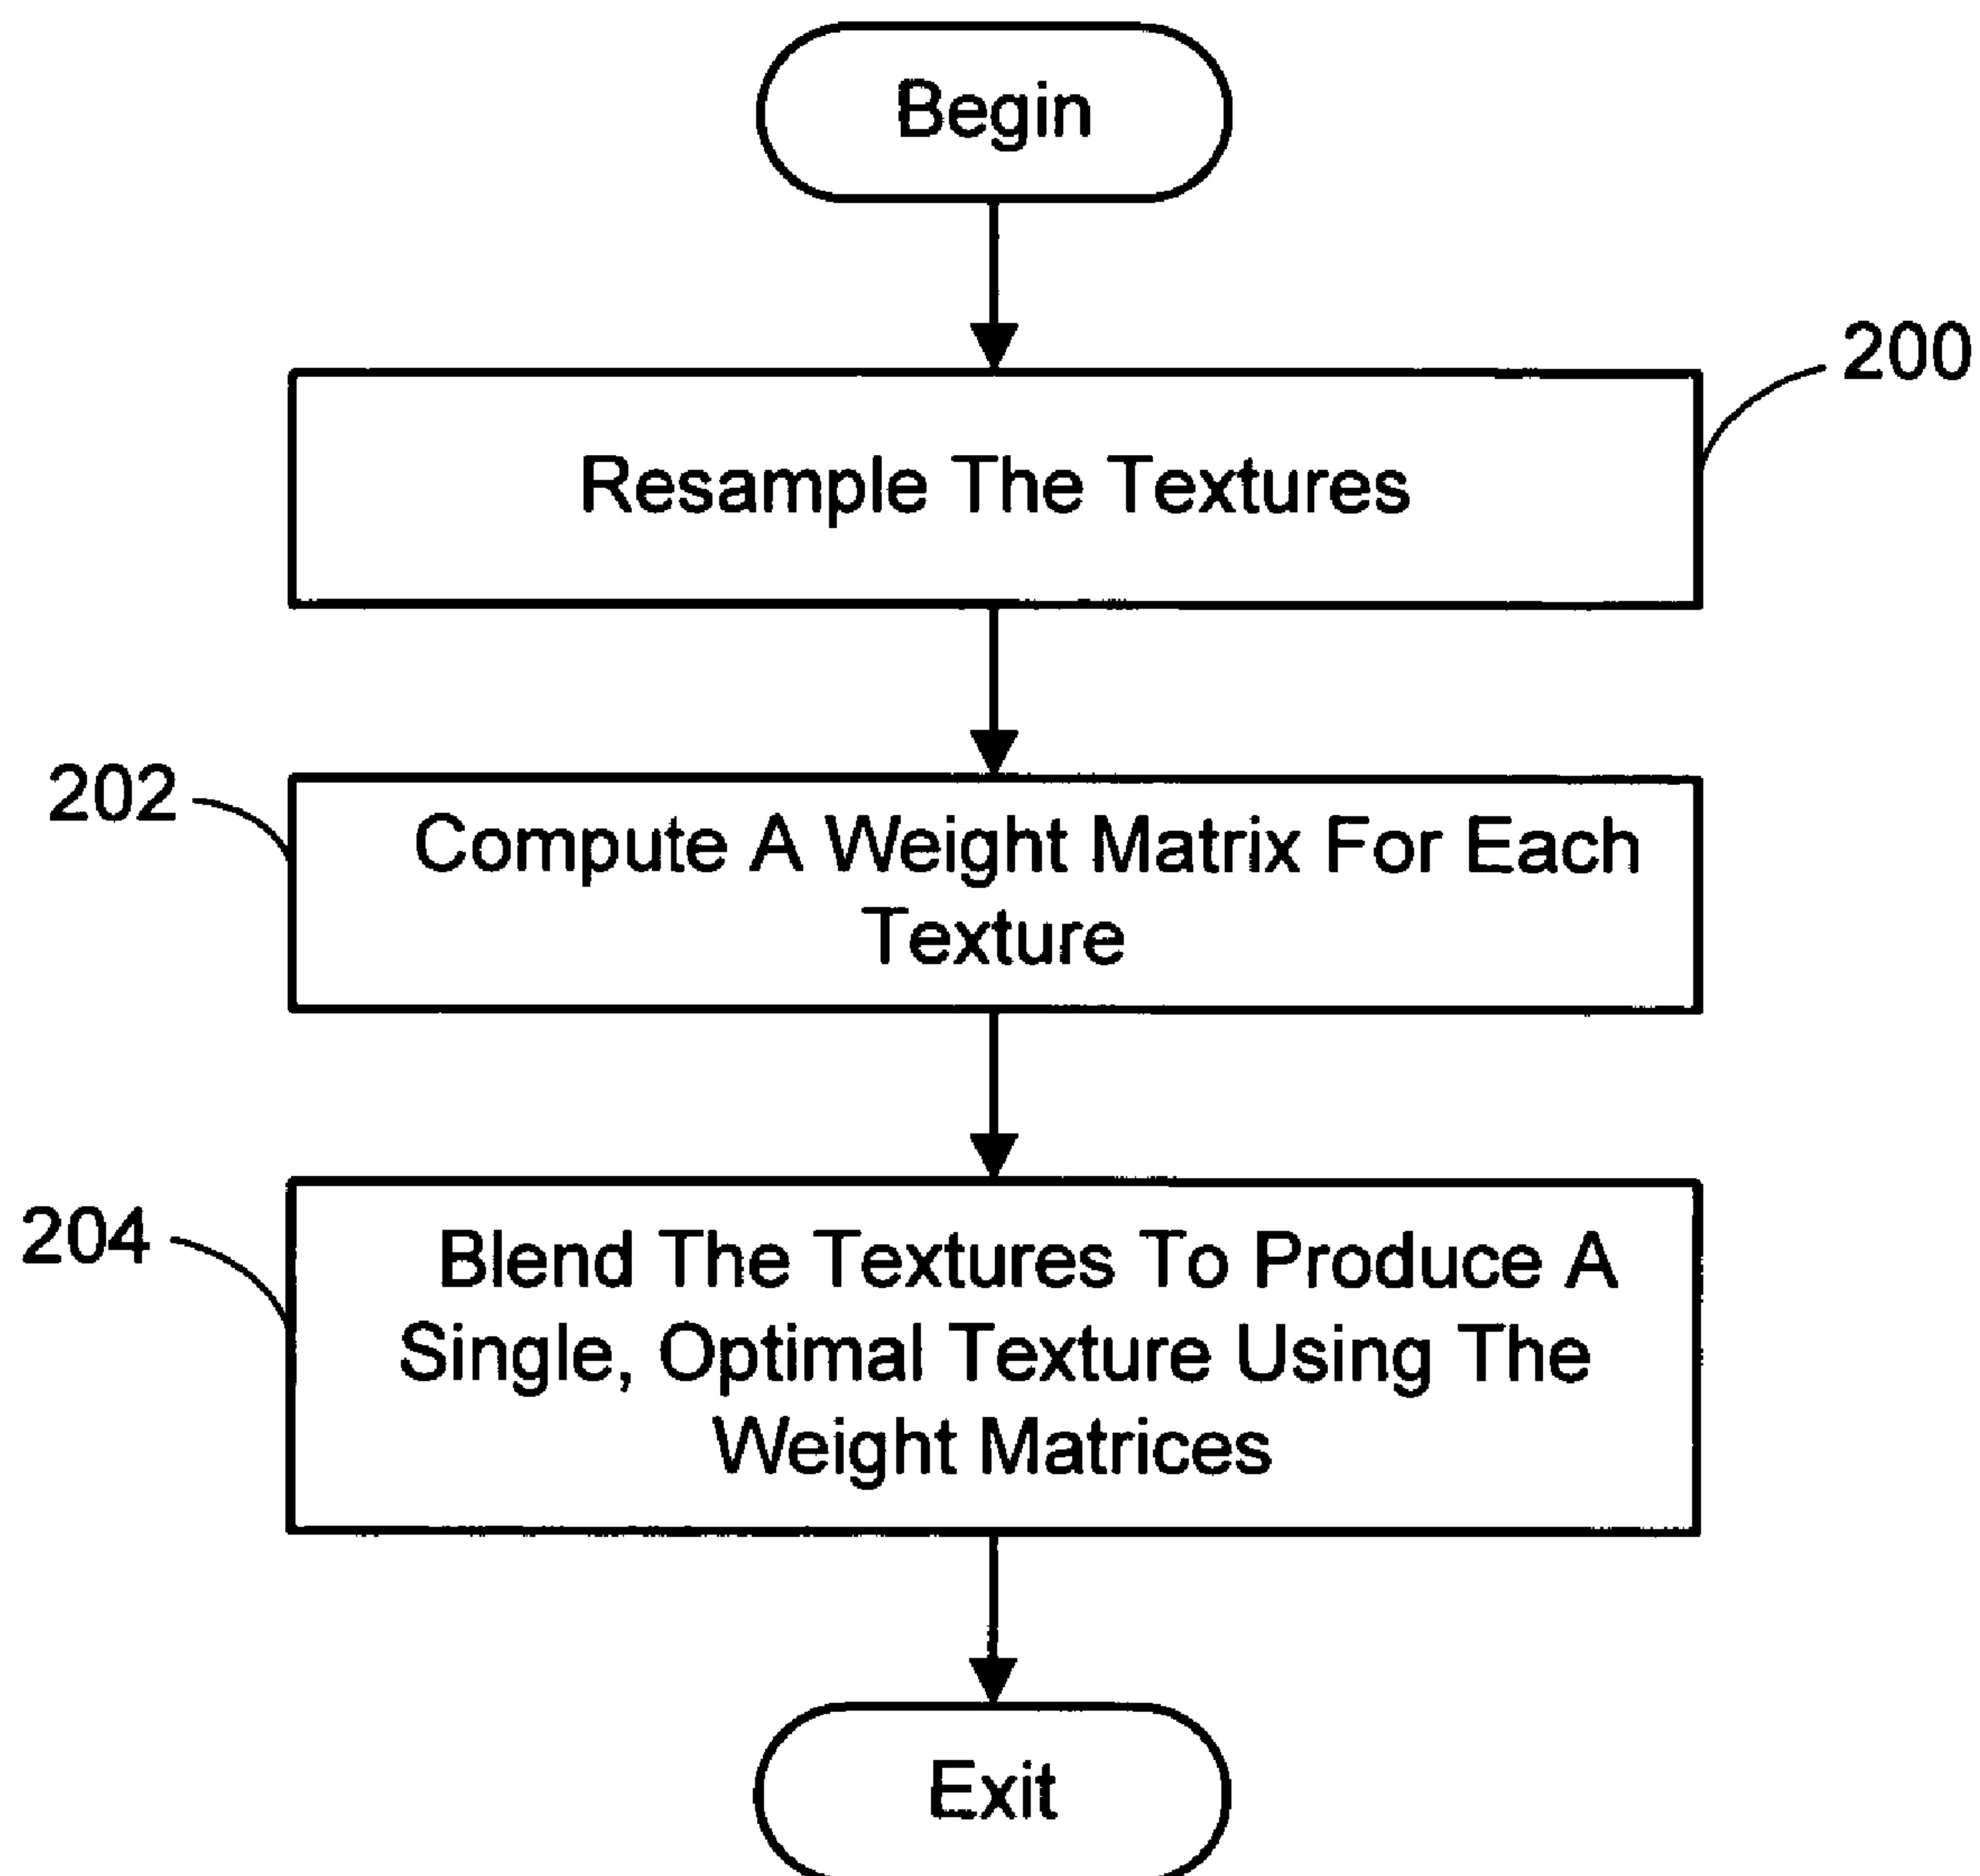 Begin
200
Resample The Textures
202
Compute A Weight Matrix For Each
Texture
204
Blend The Textures To Produce A
Single, Optimal Texture Using The
Weight Matrices
Exit